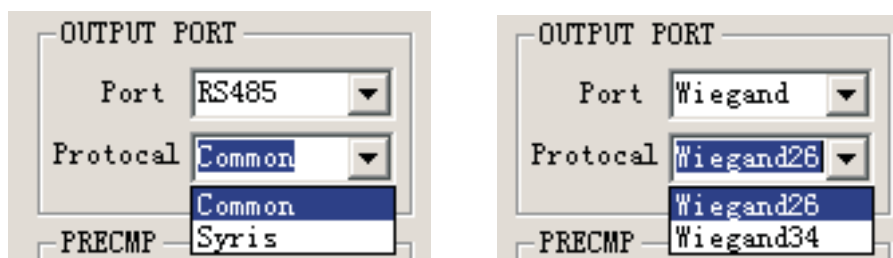 OUTPUT PORT
Port RS485
Protocal Common
Common
Syris
PRECMP
OUTPUT PORT
Port Wiegand
Protocal Wiegand26
Wiegand26
Wiegand34
PRECMP